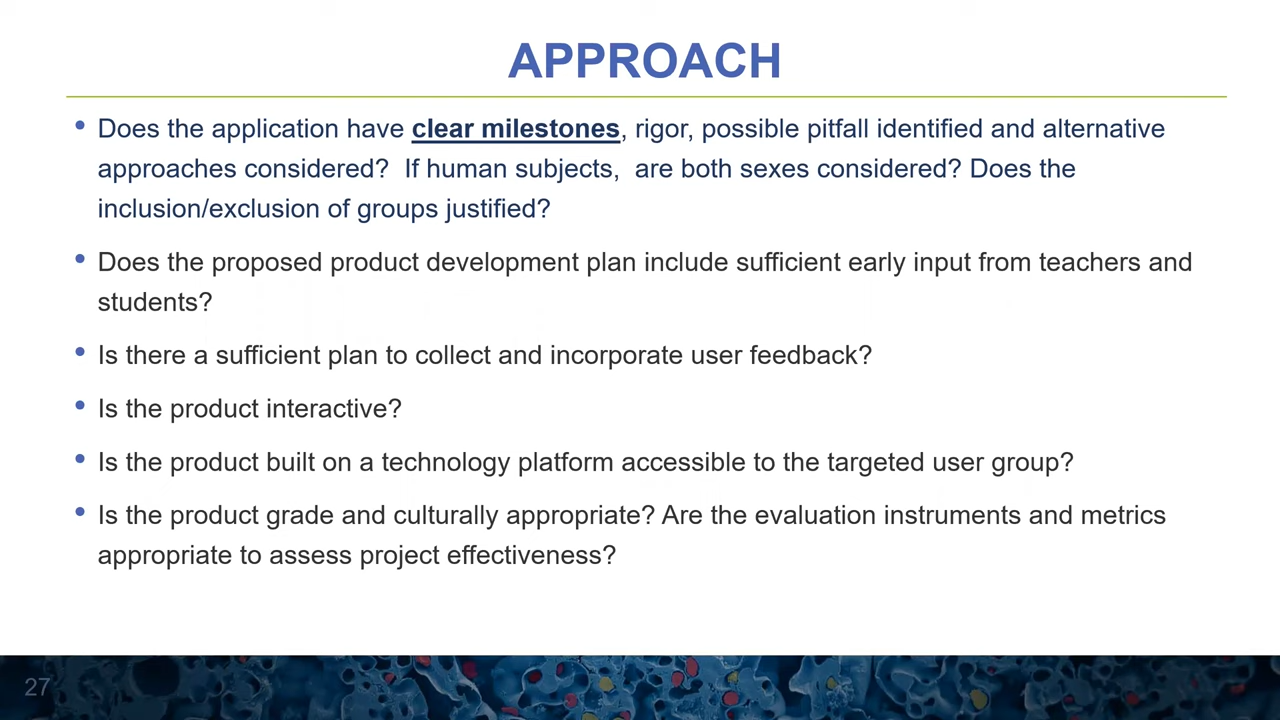 APPROACH
• Does the application have clear milestones, rigor, possible pitfall identified and alternative
approaches considered?  If human subjects,  are both sexes considered? Does the
inclusion/exclusion of groups justified?
• Does the proposed product development plan include sufficient early input from teachers and
students?
• Is there a sufficient plan to collect and incorporate user feedback?
• Is the product interactive?
• Is the product built on a technology platform accessible to the targeted user group?
• Is the product grade and culturally appropriate? Are the evaluation instruments and metrics
appropriate to assess project effectiveness?
27